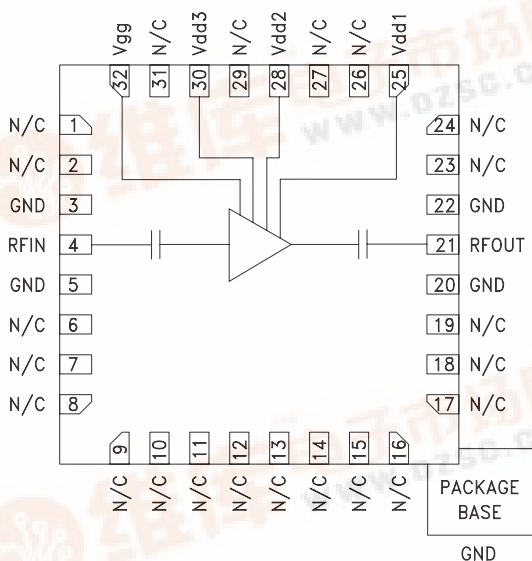 Vgg N/C Vdd3 N/C Vdd2 N/C N/C Vdd1
32 31 30 29 28 27 26 25
N/C 1 24 N/C
N/C 2 23 N/C
GND 3 22 GND
RFIN 4 21 RFOUT
GND 5 20 GND
N/C 6 19 N/C
N/C 7 18 N/C
N/C 8 17 N/C
9 10 11 12 13 14 15 16
N/C N/C N/C N/C N/C N/C N/C N/C
PACKAGE
BASE
GND
www.dzsc.com